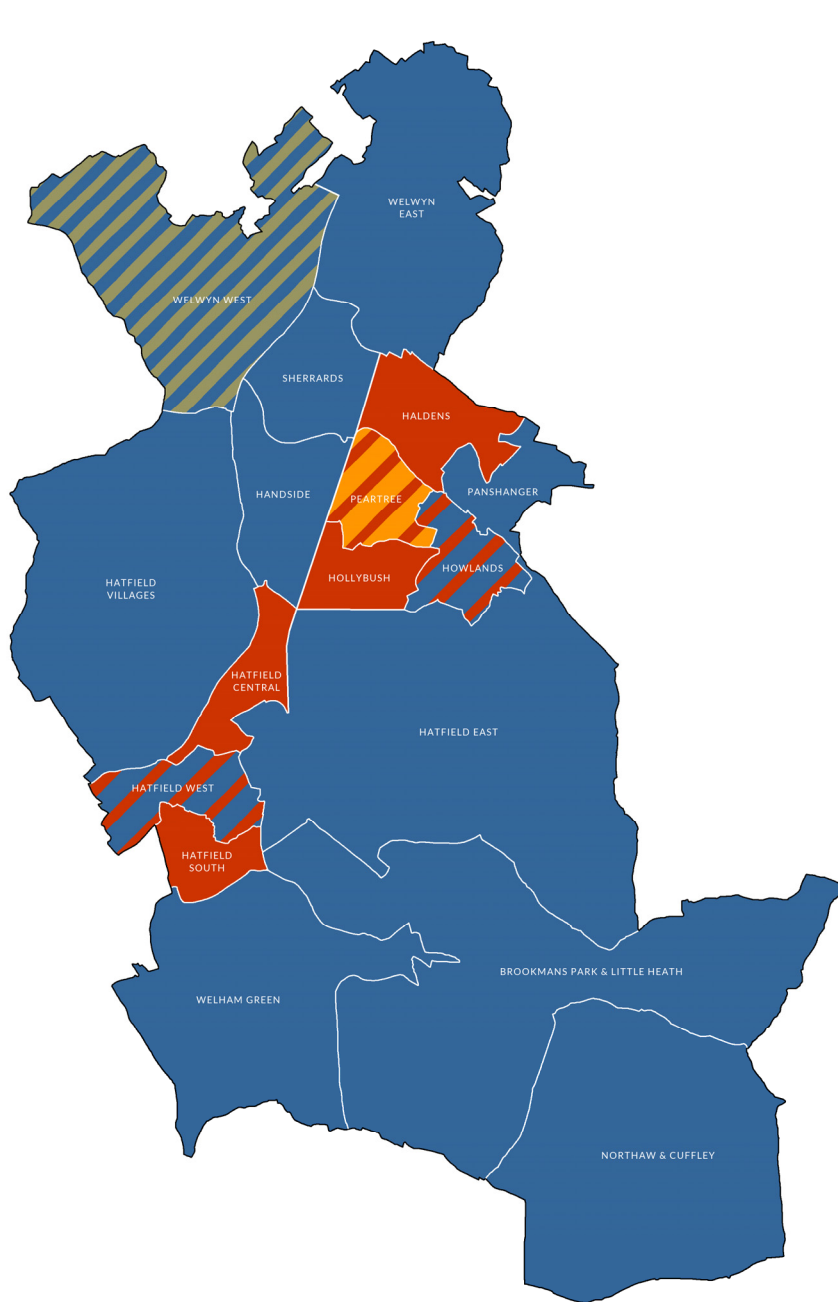 WELWYN
EAST
WELWYN WEST
SHERRARDS
HALDENS
HANDSIDE
PEARTREE
PANSHANGER
HOWLANDS
HOLLYBUSH
HATFIELD
VILLAGES
HATFIELD
CENTRAL
HATFIELD EAST
HATFIELD WEST
HATFIELD
SOUTH
BROOKMANS PARK & LITTLE HEATH
WELHAM GREEN
NORTHAW & CUFFLEY